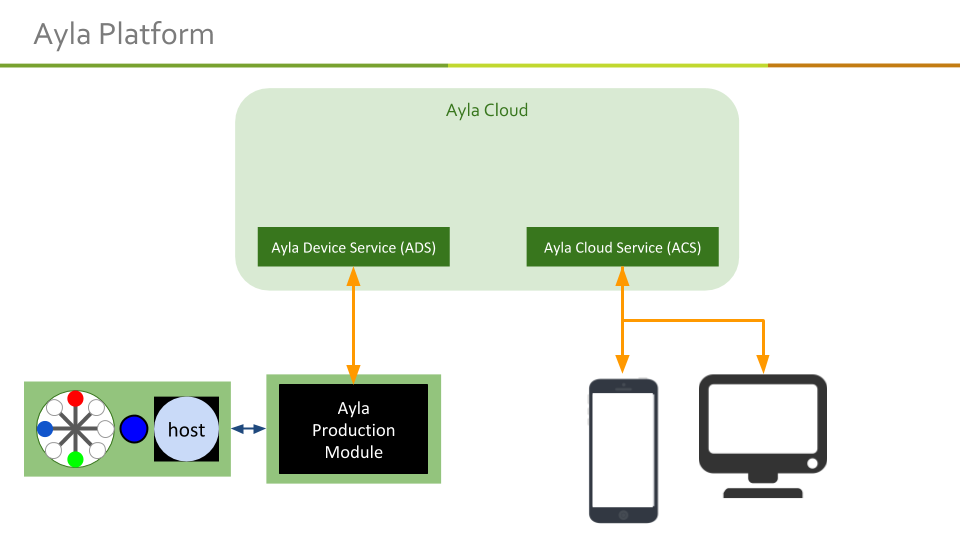 Ayla Platform
Ayla Cloud
Ayla Device Service (ADS)
Ayla Cloud Service (ACS)
host
Ayla
Production
Module